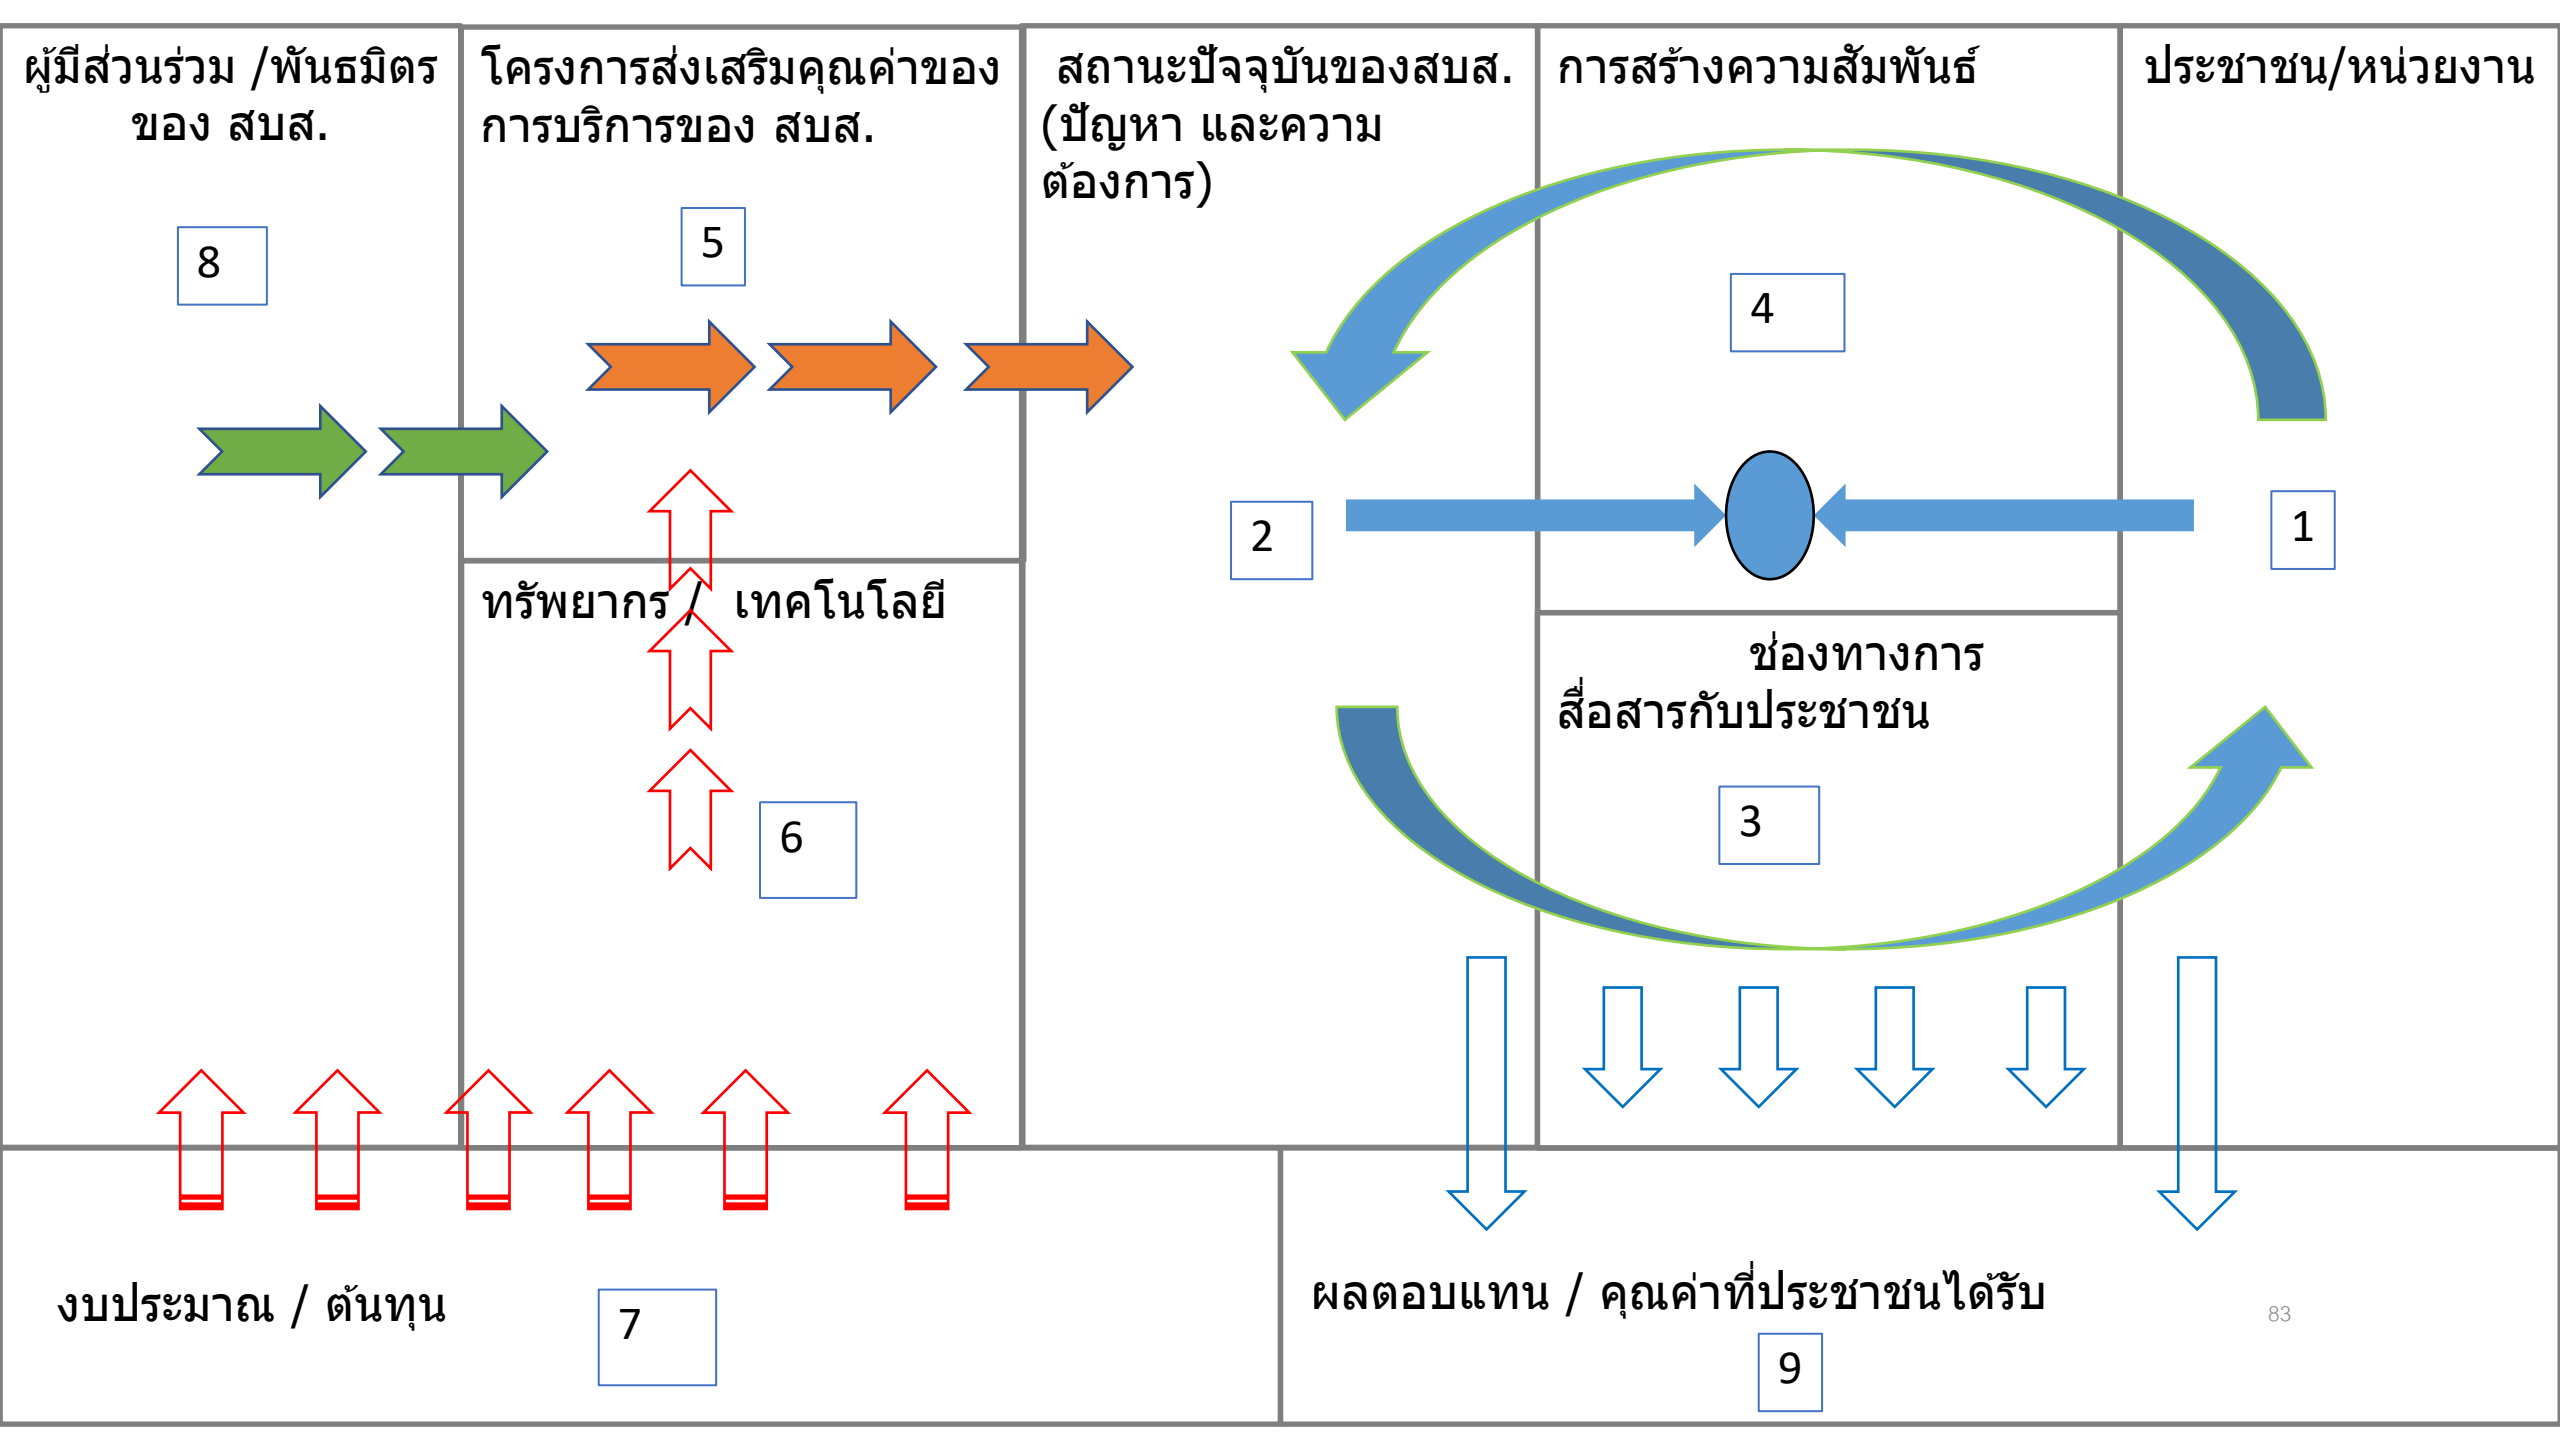 ผู้มีส่วนร่วม /พันธมิตร
ของ สบส.
8
โครงการส่งเสริมคุณค่าของ
การบริการของ สบส.
5
ทรัพยากร / เทคโนโลยี
6
สถานะปัจจุบันของสบส.
(ปัญหา และความ
ต้องการ)
2
การสร้างความสัมพันธ์
4
ช่องทางการ
สื่อสารกับประชาชน
3
ประชาชน/หน่วยงาน
1
งบประมาณ / ต้นทุน
7
ผลตอบแทน / คุณค่าที่ประชาชนได้รับ
9
83